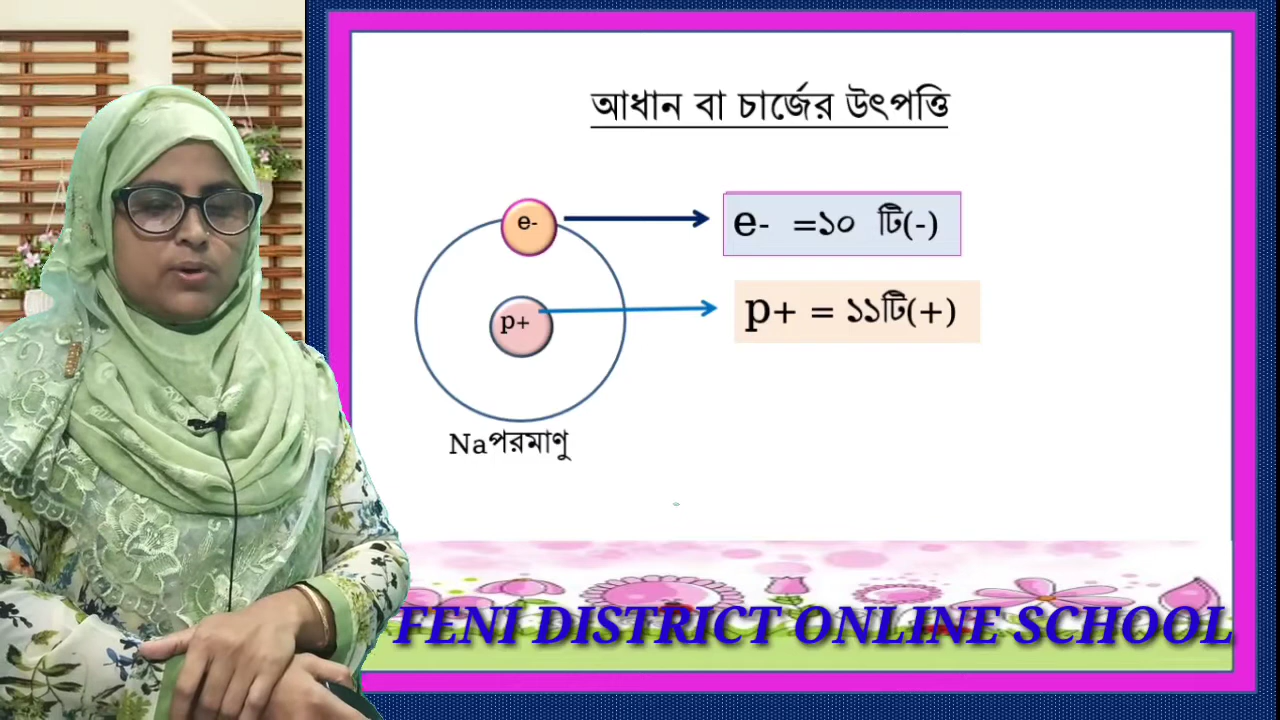 আধান বা চার্জের উৎপত্তি
e-
e- =১০ টি(-)
p+
p+ = ১১টি(+)
Naপরমাণু
FENI DISTRICT ONLINE SCHOOL